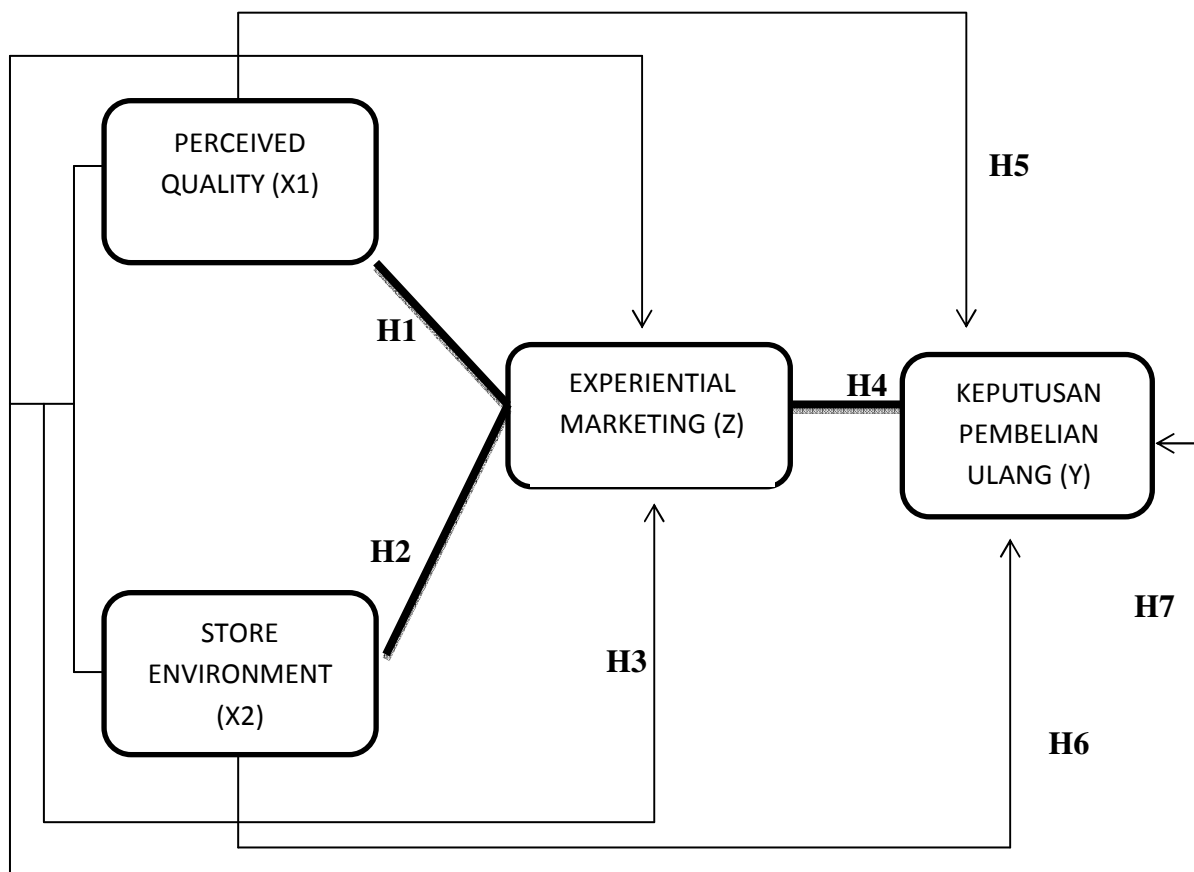 PERCEIVED
QUALITY (X1)
H5
H1
EXPERIENTIAL
MARKETING (Z)
H4
KEPUTUSAN
PEMBELIAN
ULANG (Y)
H2
STORE
ENVIRONMENT
(X2)
H3
H7
H6